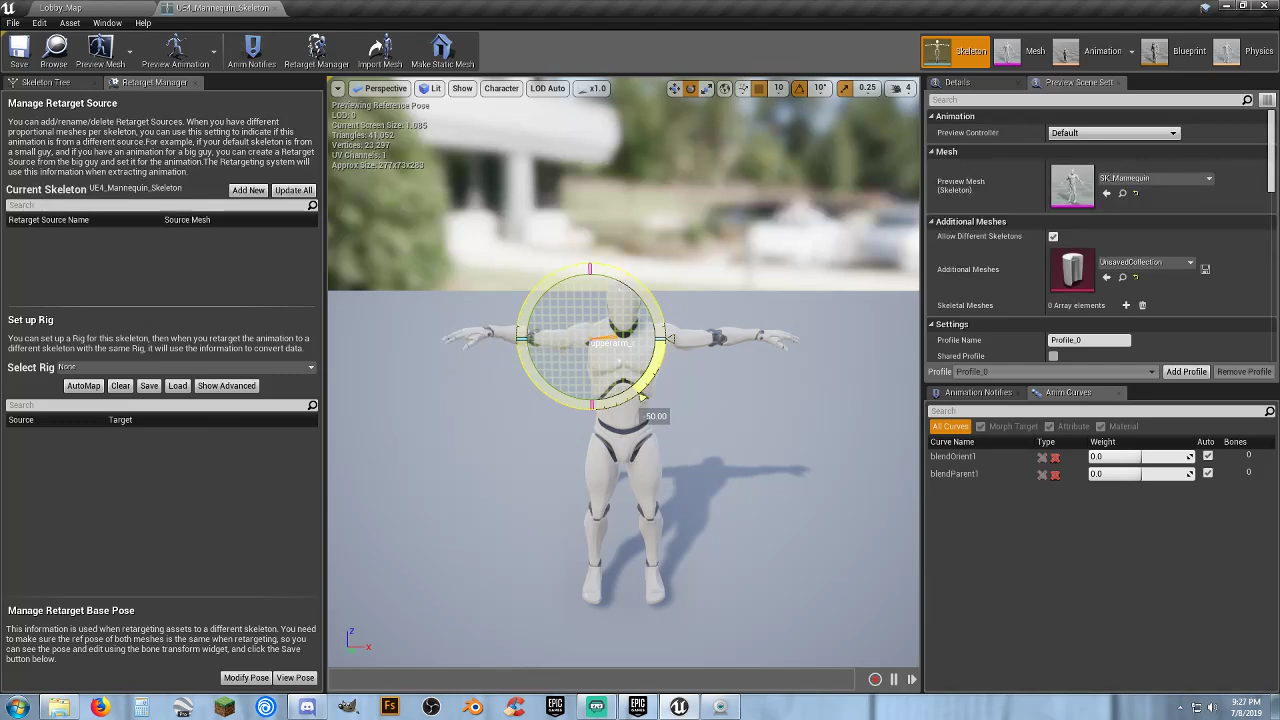 Lobby_Map
UE4_Mannequin_Skeleton
File Edit Asset Window Help
Save Browse Preview Mesh Preview Animation Anim Notifies Retarget Manager Import Mesh Make Static Mesh
Skeleton Mesh Animation Blueprint Physics
Skeleton Tree Retarget Manager
Manage Retarget Source
You can add/rename/delete Retarget Sources. When you have different
proportional meshes per skeleton, you can use this setting to indicate if this
animation is from a different source.For example, if your default skeleton is
from a small guy, and if you have an animation for a big guy, you can create a Retarget
Source from the big guy and set it for the animation.The Retargeting system will
use this information when extracting animation.
Current Skeleton UE4_Mannequin_Skeleton Add New Update All
Search
Retarget Source Name Source Mesh
Set up Rig
You can set up a Rig for this skeleton, then when you retarget the animation to a
different skeleton with the same Rig, it will use the information to convert data.
Select Rig None
AutoMap Clear Save Load Show Advanced
Search
Source Target
Manage Retarget Base Pose
This information is used when retargeting assets to a different skeleton. You need
to make sure the ref pose of both meshes is the same when retargeting, so you
can see the pose and edit using the bone transform widget, and click the Save
button below.
Modify Pose View Pose
Perspective Lit Show Character LOD Auto x1.0 10 10° 0.25 4
Previewing Reference Pose
LOD: 0
Current Screen Size: 1.085
Triangles: 41,052
UV Channels: 1
Approx Size: 277x73x283
-50.00
Z
X
Details Preview Scene Sett
Search
Animation
Preview Controller Default
Mesh
Preview Mesh
(Skeleton)
SK_Mannequin
Additional Meshes
Allow Different Skeletons
Additional Meshes UnsavedCollection
Skeletal Meshes 0 Array elements
Settings
Profile Name Profile_0
Shared Profile
Profile Profile_0 Add Profile Remove Profile
Animation Notifies Anim Curves
Search
All Curves Morph Target Attribute Material
Curve Name Type Weight Auto Bones
blendOrient1 0.0 0
blendParent1 0.0 0
Pro
Fs
EPIC GAMES
EPIC GAMES
9:27 PM
7/8/2019